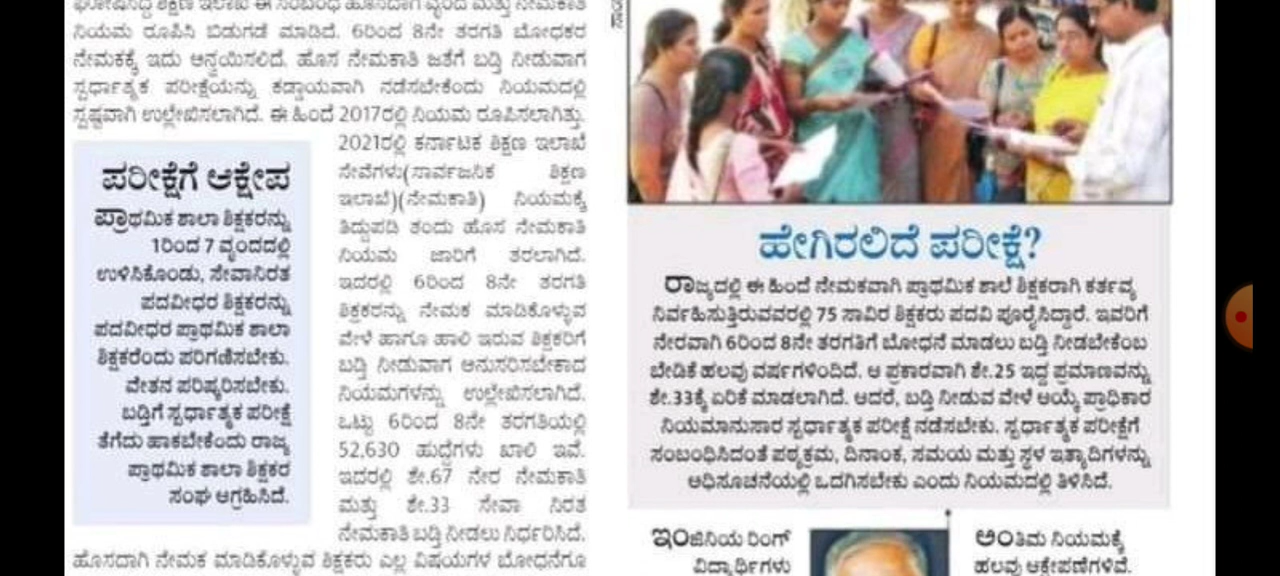 ಘೋಷಿಸಿದ್ದ ಶಿಕ್ಷಣ ಇಲಾಖೆ ಈ ಸಂಬಂಧ ಹೊಸದಾಗಿ ವೃಂದ ಮತ್ತು ನೇಮಕಾತಿ
ನಿಯಮ ರೂಪಿಸಿ ಬಿಡುಗಡೆ ಮಾಡಿದೆ. 6ರಿಂದ 8ನೇ ತರಗತಿ ಬೋಧಕರ
ನೇಮಕಕ್ಕೆ ಇದು ಅನ್ವಯಿಸಲಿದೆ. ಹೊಸ ನೇಮಕಾತಿ ಜತೆಗೆ ಬಡ್ತಿ ನೀಡುವಾಗ
ಸ್ಪರ್ಧಾತ್ಮಕ ಪರೀಕ್ಷೆಯನ್ನು ಕಡ್ಡಾಯವಾಗಿ ನಡೆಸಬೇಕೆಂದು ನಿಯಮದಲ್ಲಿ
ಸ್ಪಷ್ಟವಾಗಿ ಉಲ್ಲೇಖಿಸಲಾಗಿದೆ. ಈ ಹಿಂದೆ 2017ರಲ್ಲಿ ನಿಯಮ ರೂಪಿಸಲಾಗಿತ್ತು.
2021ರಲ್ಲಿ ಕರ್ನಾಟಕ ಶಿಕ್ಷಣ ಇಲಾಖೆ
ಸೇವೆಗಳು(ಸಾರ್ವಜನಿಕ ಶಿಕ್ಷಣ
ಇಲಾಖೆ)(ನೇಮಕಾತಿ) ನಿಯಮಕ್ಕೆ
ತಿದ್ದುಪಡಿ ತಂದು ಹೊಸ ನೇಮಕಾತಿ
ನಿಯಮ ಜಾರಿಗೆ ತರಲಾಗಿದೆ.
ಇದರಲ್ಲಿ 6ರಿಂದ 8ನೇ ತರಗತಿ
ಶಿಕ್ಷಕರನ್ನು ನೇಮಕ ಮಾಡಿಕೊಳ್ಳುವ
ವೇಳೆ ಹಾಗೂ ಹಾಲಿ ಇರುವ ಶಿಕ್ಷಕರಿಗೆ
ಬಡ್ತಿ ನೀಡುವಾಗ ಅನುಸರಿಸಬೇಕಾದ
ನಿಯಮಗಳನ್ನು ಉಲ್ಲೇಖಿಸಲಾಗಿದೆ.
ಒಟ್ಟು 6ರಿಂದ 8ನೇ ತರಗತಿಯಲ್ಲಿ
52,630 ಹುದ್ದೆಗಳು ಖಾಲಿ ಇವೆ.
ಇದರಲ್ಲಿ ಶೇ.67 ನೇರ ನೇಮಕಾತಿ
ಮತ್ತು ಶೇ.33 ಸೇವಾ ನಿರತ
ನೇಮಕಾತಿ ಬಡ್ತಿ ನೀಡಲು ನಿರ್ಧರಿಸಿದೆ.
ಹೊಸದಾಗಿ ನೇಮಕ ಮಾಡಿಕೊಳ್ಳುವ ಶಿಕ್ಷಕರು ಎಲ್ಲ ವಿಷಯಗಳ ಬೋಧನೆಗೂ
ಪರೀಕ್ಷೆಗೆ ಆಕ್ಷೇಪ
ಪ್ರಾಥಮಿಕ ಶಾಲಾ ಶಿಕ್ಷಕರನ್ನು
1ರಿಂದ 7 ವೃಂದದಲ್ಲಿ
ಉಳಿಸಿಕೊಂಡು, ಸೇವಾನಿರತ
ಪದವೀಧರ ಶಿಕ್ಷಕರನ್ನು
ಪದವೀಧರ ಪ್ರಾಥಮಿಕ ಶಾಲಾ
ಶಿಕ್ಷಕರೆಂದು ಪರಿಗಣಿಸಬೇಕು.
ವೇತನ ಪರಿಷ್ಕರಿಸಬೇಕು.
ಬಡ್ತಿಗೆ ಸ್ಪರ್ಧಾತ್ಮಕ ಪರೀಕ್ಷೆ
ತೆಗೆದು ಹಾಕಬೇಕೆಂದು ರಾಜ್ಯ
ಪ್ರಾಥಮಿಕ ಶಾಲಾ ಶಿಕ್ಷಕರ
ಸಂಘ ಆಗ್ರಹಿಸಿದೆ.
ಹೇಗಿರಲಿದೆ ಪರೀಕ್ಷೆ?
ರಾಜ್ಯದಲ್ಲಿ ಈ ಹಿಂದೆ ನೇಮಕವಾಗಿ ಪ್ರಾಥಮಿಕ ಶಾಲೆ ಶಿಕ್ಷಕರಾಗಿ ಕರ್ತವ್ಯ
ನಿರ್ವಹಿಸುತ್ತಿರುವವರಲ್ಲಿ 75 ಸಾವಿರ ಶಿಕ್ಷಕರು ಪದವಿ ಪೂರೈಸಿದ್ದಾರೆ. ಇವರಿಗೆ
ನೇರವಾಗಿ 6ರಿಂದ 8ನೇ ತರಗತಿಗೆ ಬೋಧನೆ ಮಾಡಲು ಬಡ್ತಿ ನೀಡಬೇಕೆಂಬ
ಬೇಡಿಕೆ ಹಲವು ವರ್ಷಗಳಿಂದಿದೆ. ಆ ಪ್ರಕಾರವಾಗಿ ಶೇ.25 ಇದ್ದ ಪ್ರಮಾಣವನ್ನು
ಶೇ.33ಕ್ಕೆ ಏರಿಕೆ ಮಾಡಲಾಗಿದೆ. ಆದರೆ, ಬಡ್ತಿ ನೀಡುವ ವೇಳೆ ಆಯ್ಕೆ ಪ್ರಾಧಿಕಾರ
ನಿಯಮಾನುಸಾರ ಸ್ಪರ್ಧಾತ್ಮಕ ಪರೀಕ್ಷೆ ನಡೆಸಬೇಕು. ಸ್ಪರ್ಧಾತ್ಮಕ ಪರೀಕ್ಷೆಗೆ
ಸಂಬಂಧಿಸಿದಂತೆ ಪಠ್ಯಕ್ರಮ, ದಿನಾಂಕ, ಸಮಯ ಮತ್ತು ಸ್ಥಳ ಇತ್ಯಾದಿಗಳನ್ನು
ಅಧಿಸೂಚನೆಯಲ್ಲಿ ಒದಗಿಸಬೇಕು ಎಂದು ನಿಯಮದಲ್ಲಿ ತಿಳಿಸಿದೆ.
ಇಂಜಿನಿಯರಿಂಗ್
ವಿದ್ಯಾರ್ಥಿಗಳು
ಅಂತಿಮ ನಿಯಮಕ್ಕೆ
ಹಲವು ಆಕ್ಷೇಪಣೆಗಳಿವೆ.